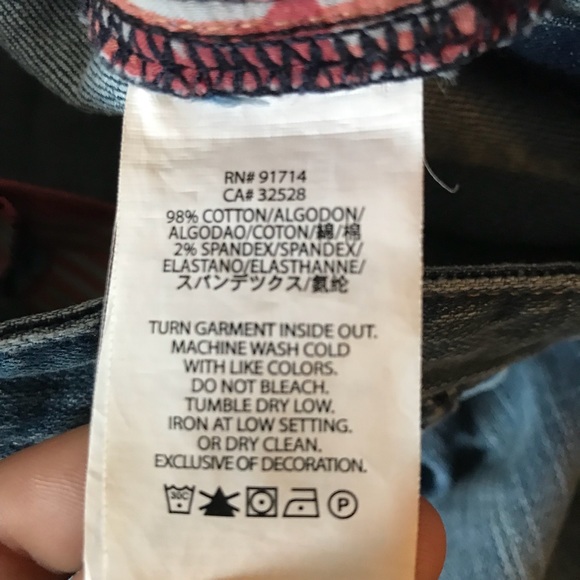 RN# 91714
CA# 32528
98% COTTON/ALGODON/
ALGODAO/COTON/綿/棉
2% SPANDEX/SPANDEX/
ELASTANO/ELASTHANNE/
スパンデックス/氨纶
TURN GARMENT INSIDE OUT.
MACHINE WASH COLD
WITH LIKE COLORS.
DO NOT BLEACH.
TUMBLE DRY LOW.
IRON AT LOW SETTING.
OR DRY CLEAN.
EXCLUSIVE OF DECORATION.
30C P